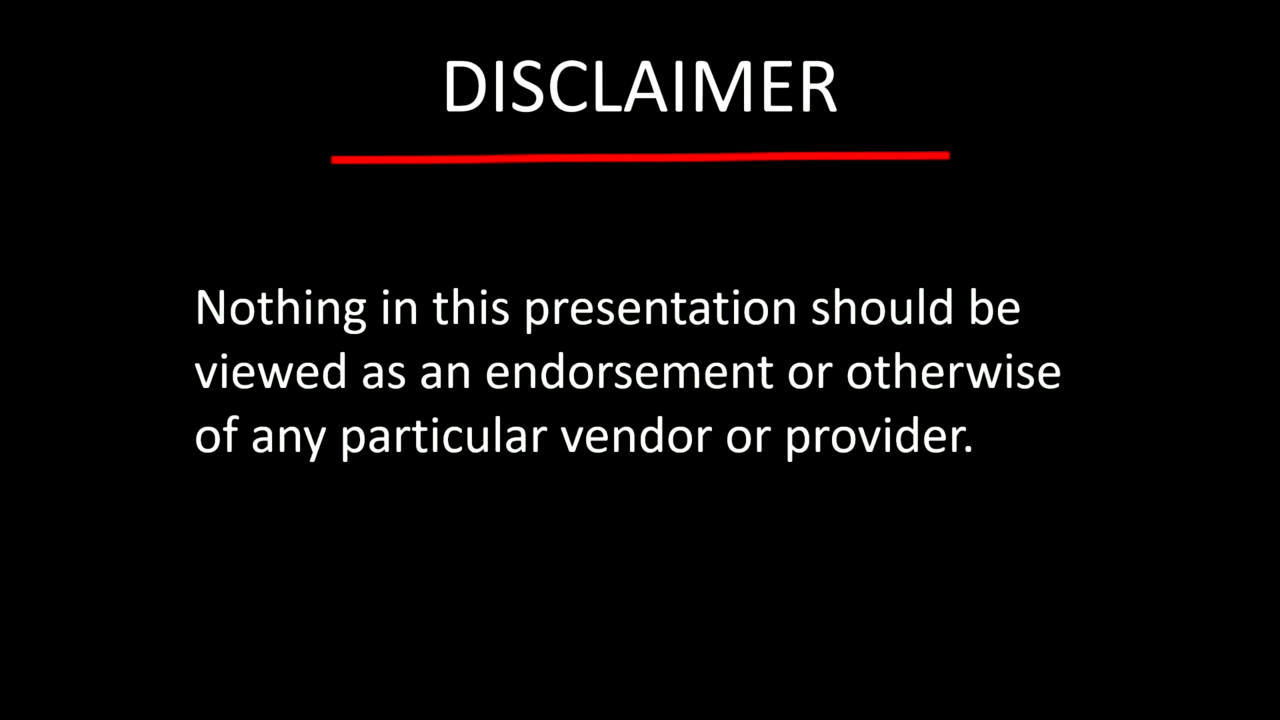 DISCLAIMER
Nothing in this presentation should be
viewed as an endorsement or otherwise
of any particular vendor or provider.